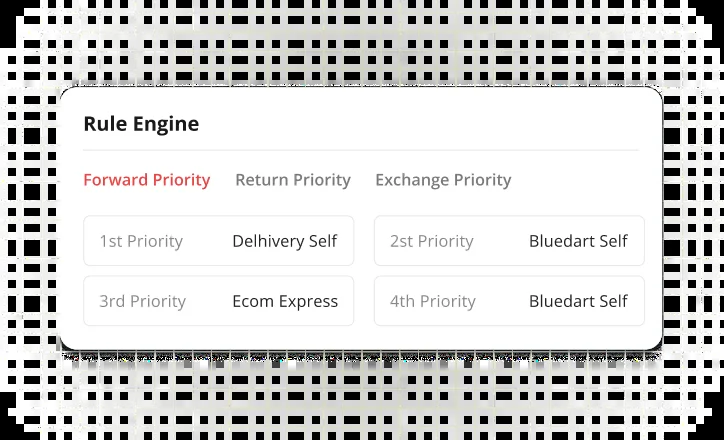 Rule Engine
Forward Priority Return Priority Exchange Priority
1st Priority Delhivery Self 2st Priority Bluedart Self
3rd Priority Ecom Express 4th Priority Bluedart Self